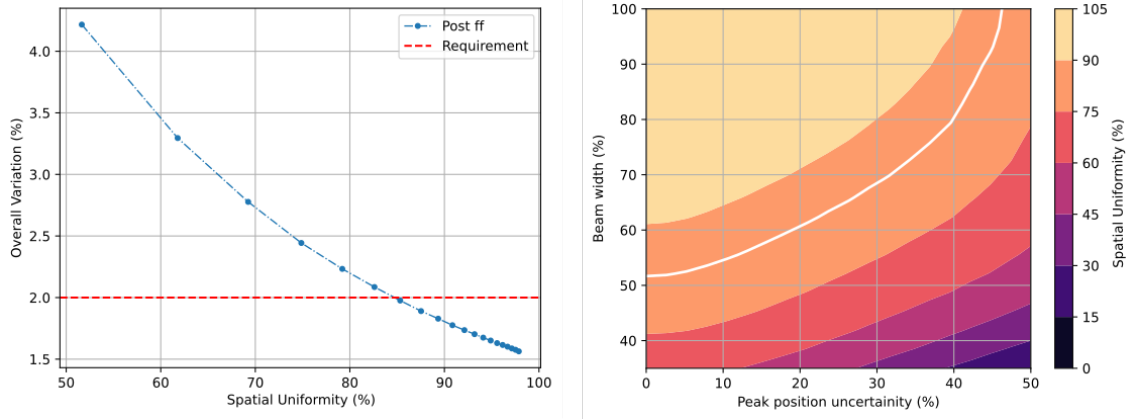 4.0
3.5
3.0
2.5
2.0
1.5
Overall Variation (%)
Post ff
Requirement
50 60 70 80 90 100
Spatial Uniformity (%)
100
90
80
70
60
50
40
Beam width (%)
0 10 20 30 40 50
Peak position uncertainity (%)
105
90
75
60
45
30
15
0
Spatial Uniformity (%)